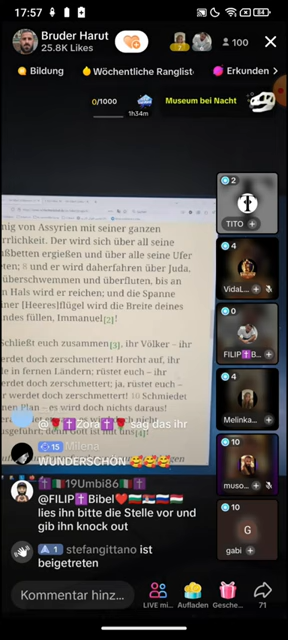 17:57
84
Bruder Harut
25.8K Likes
100
Bildung
Wöchentliche Ranglist
Erkunden >
0/1000
1h34m
Museum bei Nacht
nig von Assyrien mit seiner ganzen
rrlichkeit. Der wird sich über all seine
ßbetten ergießen und über alle seine Ufer
eten; 8 und er wird daherfahren über Juda,
überschwemmen und überfluten, bis an
n Hals wird er reichen; und die Spanne
iner [Heeres]flügel wird die Breite deines
andes füllen, Immanuel[2]!
Schließt euch zusammen[3], ihr Völker – ihr
erdet doch zerschmettert! Horcht auf, ihr
le in fernen Ländern; rüstet euch – ihr
erdet doch zerschmettert; ja, rüstet euch –
r werdet doch zerschmettert! 10 Schmiedet
nen Plan – es wird doch nichts daraus!
2
TITO +
4
VidaL... +
0
FILIP✝️B... +
4
Melinka... +
10
muso... +
10
G
gabi +
@🌹✝️Zora✝️🌹 sag das ihr
15 Milena
WUNDERSCHÖN 🥰🥰🥰
✝️🇮🇹19Umbi86🇮🇹✝️
@FILIP✝️Bibel❤️🇩🇪🇷🇸🇷🇺🇭🇷
lies ihn bitte die Stelle vor und
gib ihn knock out
1 stefangittano ist
beigetreten
Kommentar hinz...
LIVE mi...
Aufladen
Gesche...
71